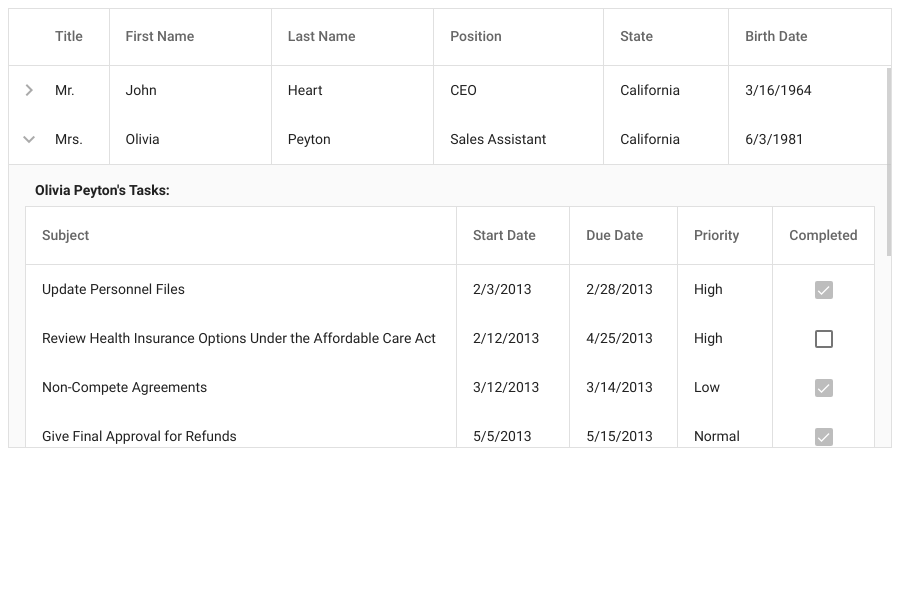 Title First Name Last Name Position State Birth Date
Mr. John Heart CEO California 3/16/1964
Mrs. Olivia Peyton Sales Assistant California 6/3/1981
Olivia Peyton's Tasks:
Subject Start Date Due Date Priority Completed
Update Personnel Files 2/3/2013 2/28/2013 High
Review Health Insurance Options Under the Affordable Care Act 2/12/2013 4/25/2013 High
Non-Compete Agreements 3/12/2013 3/14/2013 Low
Give Final Approval for Refunds 5/5/2013 5/15/2013 Normal